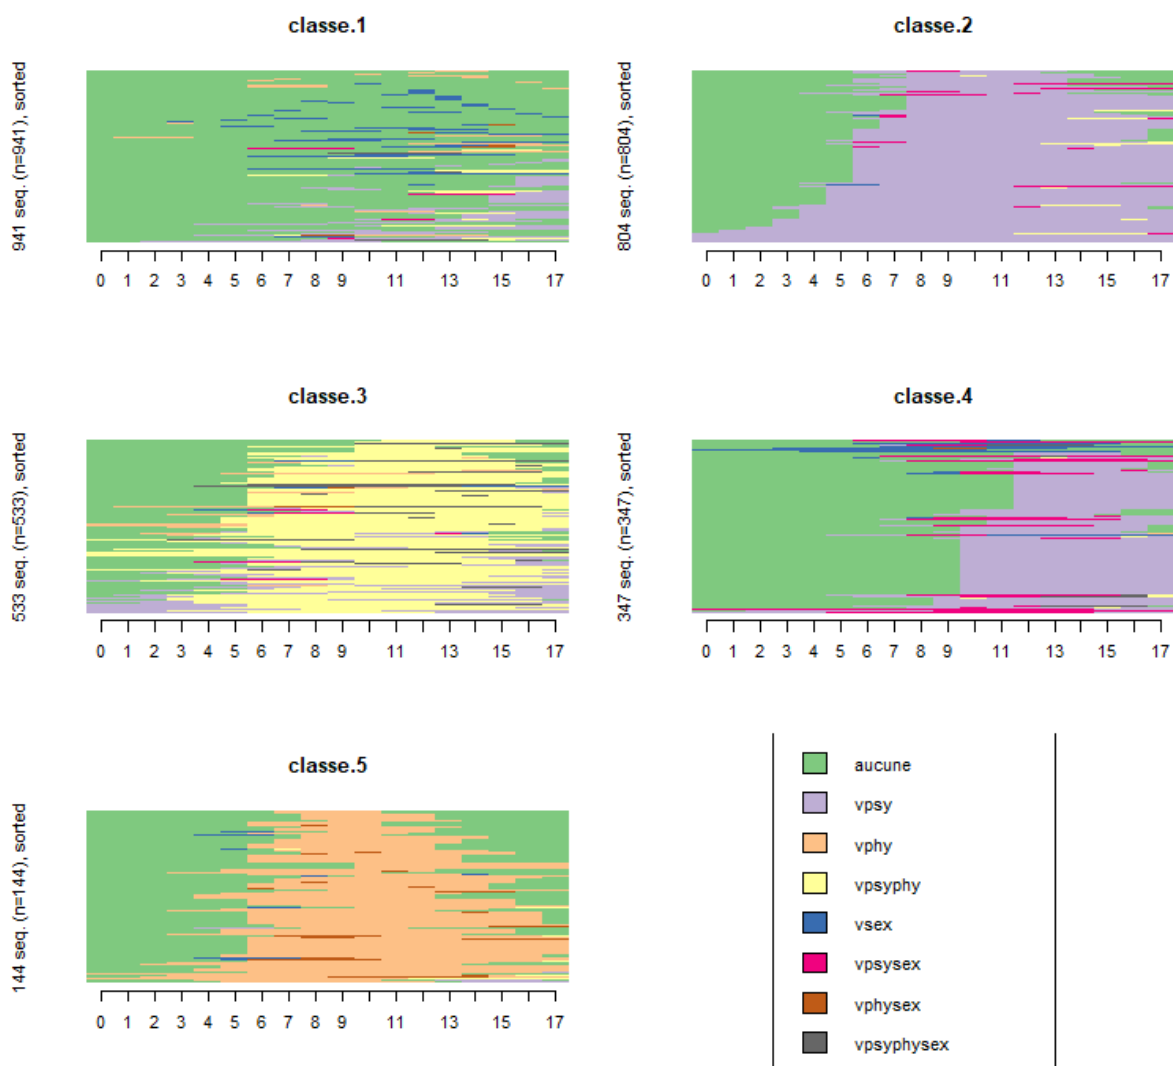 classe.1
941 seq. (n=941), sorted
0 1 2 3 4 5 6 7 8 9 11 13 15 17
classe.2
804 seq. (n=804), sorted
0 1 2 3 4 5 6 7 8 9 11 13 15 17
classe.3
533 seq. (n=533), sorted
0 1 2 3 4 5 6 7 8 9 11 13 15 17
classe.4
347 seq. (n=347), sorted
0 1 2 3 4 5 6 7 8 9 11 13 15 17
classe.5
144 seq. (n=144), sorted
0 1 2 3 4 5 6 7 8 9 11 13 15 17
aucune
vpsy
vphy
vpsyphy
vsex
vpsysex
vphysex
vpsyphysex